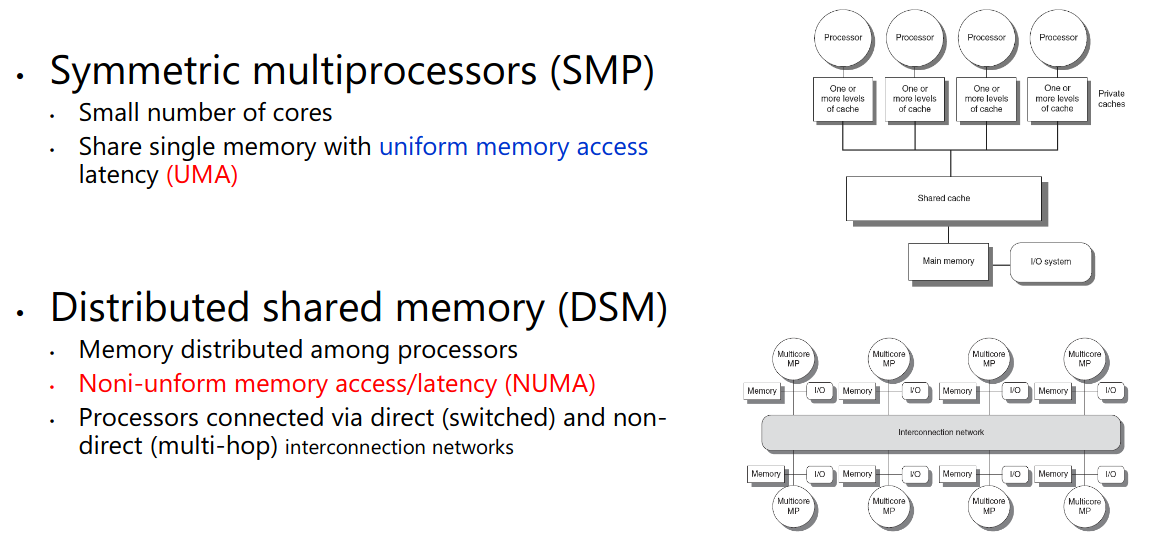 • Symmetric multiprocessors (SMP)
• Small number of cores
• Share single memory with uniform memory access
latency (UMA)
• Distributed shared memory (DSM)
• Memory distributed among processors
• Noni-unform memory access/latency (NUMA)
• Processors connected via direct (switched) and non-
direct (multi-hop) interconnection networks
Processor Processor Processor Processor
One or One or One or One or
more levels more levels more levels more levels
of cache of cache of cache of cache
Private
caches
Shared cache
Main memory I/O system
Multicore Multicore Multicore Multicore
MP MP MP MP
Memory I/O Memory I/O Memory I/O Memory I/O
Interconnection network
Memory I/O Memory I/O Memory I/O Memory I/O
Multicore Multicore Multicore Multicore
MP MP MP MP